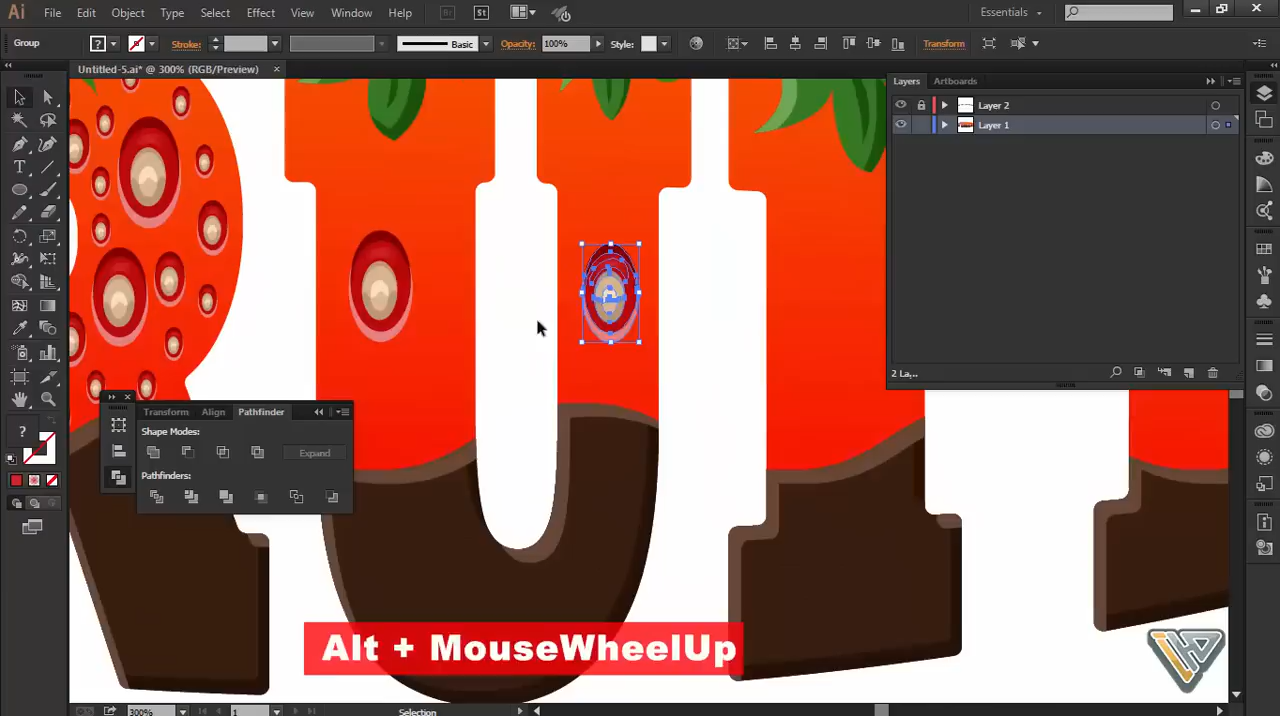 Ai File Edit Object Type Select Effect View Window Help Br St Essentials
Group Stroke: Basic Opacity: 100% Style: Transform
Untitled-5.ai* @ 300% (RGB/Preview) ×
Layers Artboards
Layer 2
Layer 1
2 La...
Transform Align Pathfinder
Shape Modes:
Expand
Pathfinders:
Alt + MouseWheelUp
300% 1 Selection